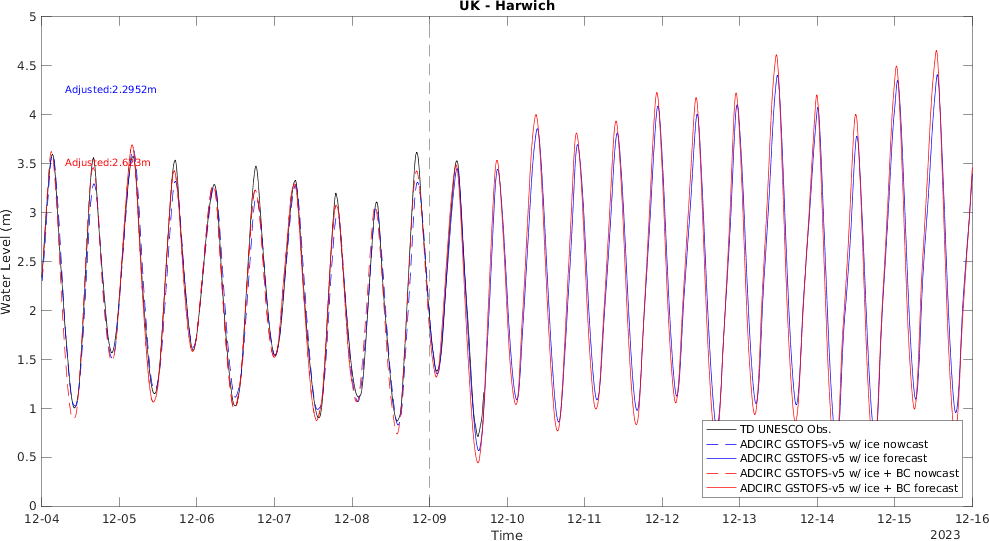 UK - Harwich
5
4.5
4
3.5
3
2.5
2
1.5
1
0.5
0
Water Level (m)
Adjusted:2.2952m
Adjusted:2.623m
TD UNESCO Obs.
ADCIRC GSTOFS-v5 w/ ice nowcast
ADCIRC GSTOFS-v5 w/ ice forecast
ADCIRC GSTOFS-v5 w/ ice + BC nowcast
ADCIRC GSTOFS-v5 w/ ice + BC forecast
12-04 12-05 12-06 12-07 12-08 12-09 12-10 12-11 12-12 12-13 12-14 12-15 12-16
Time
2023